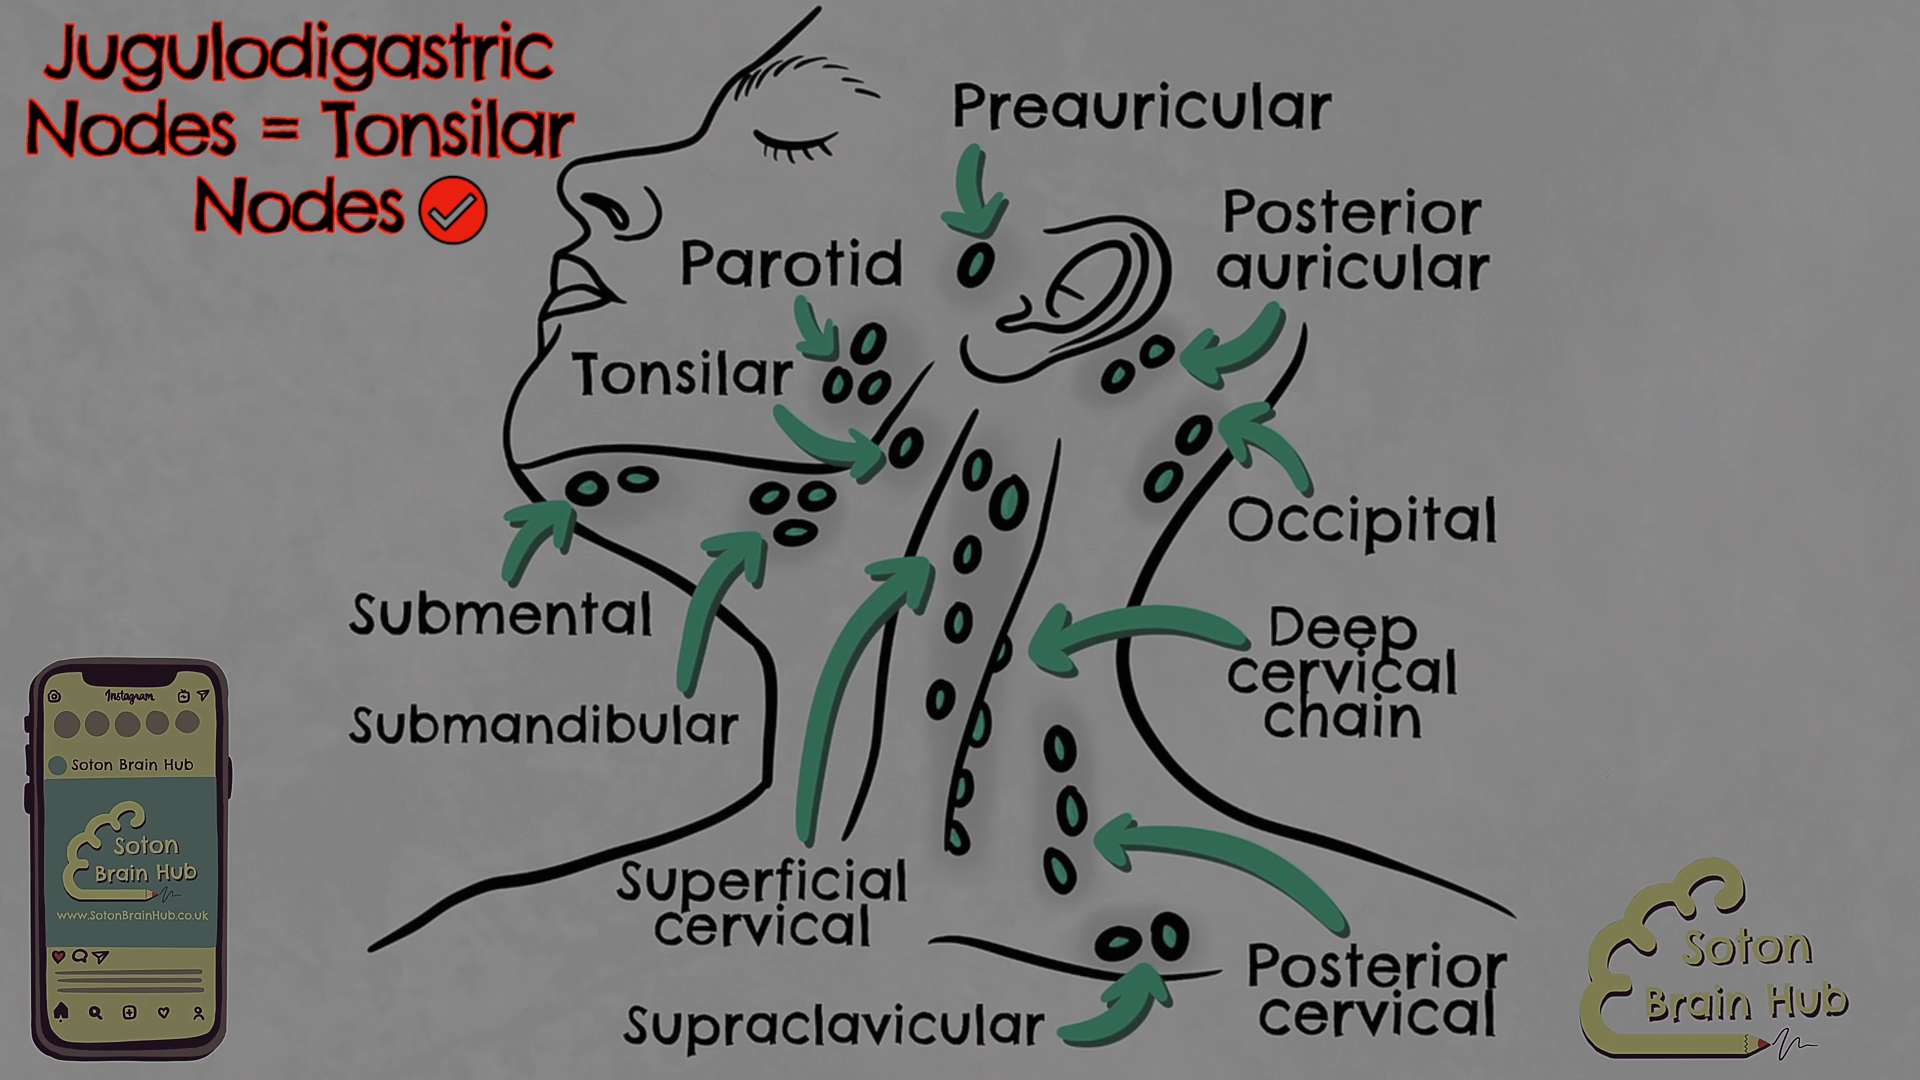 Jugulodigastric
Nodes = Tonsilar
Nodes
Preauricular
Posterior
auricular
Parotid
Tonsilar
Occipital
Submental
Deep
cervical
chain
Submandibular
Superficial
cervical
Posterior
cervical
Supraclavicular
Instagram
Soton Brain Hub
Soton
Brain Hub
www.SotonBrainHub.co.uk
Soton
Brain Hub